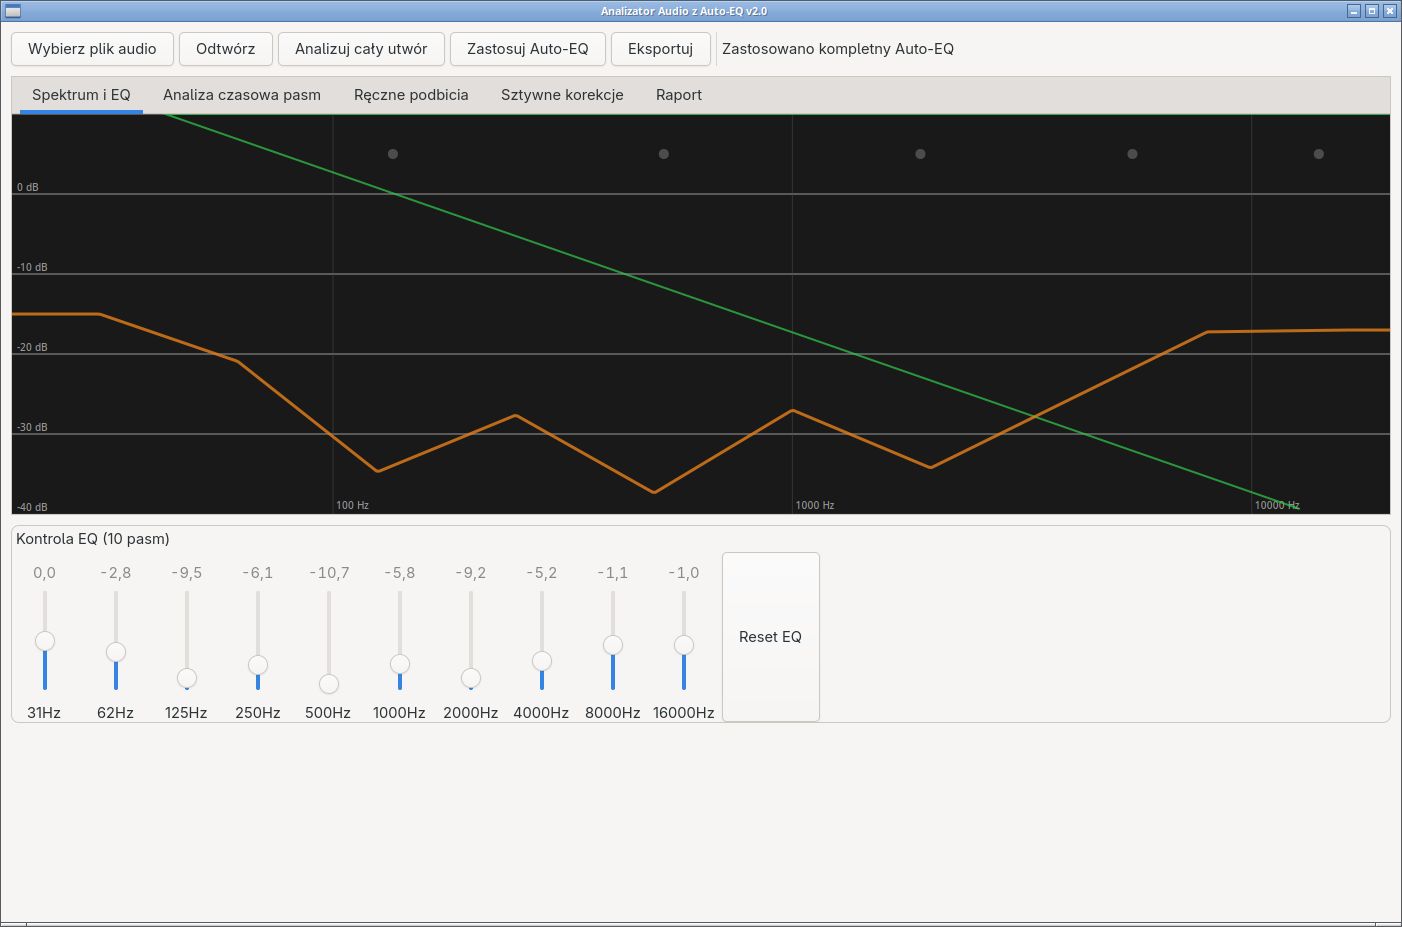 Analizator Audio z Auto-EQ v2.0
Wybierz plik audio Odtwórz Analizuj cały utwór Zastosuj Auto-EQ Eksportuj Zastosowano kompletny Auto-EQ
Spektrum i EQ Analiza czasowa pasm Ręczne podbicia Sztywne korekcje Raport
0 dB
-10 dB
-20 dB
-30 dB
-40 dB 100 Hz 1000 Hz 10000 Hz
Kontrola EQ (10 pasm)
0,0 -2,8 -9,5 -6,1 -10,7 -5,8 -9,2 -5,2 -1,1 -1,0
Reset EQ
31Hz 62Hz 125Hz 250Hz 500Hz 1000Hz 2000Hz 4000Hz 8000Hz 16000Hz